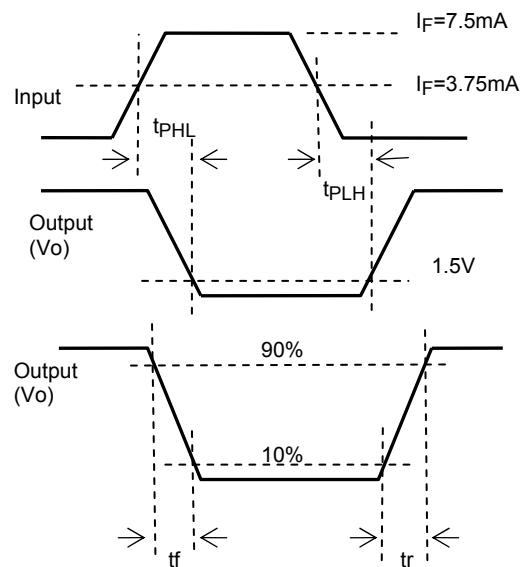 IF=7.5mA
IF=3.75mA
Input
tPHL
tPLH
Output
(Vo)
1.5V
90%
Output
(Vo)
10%
tf
tr